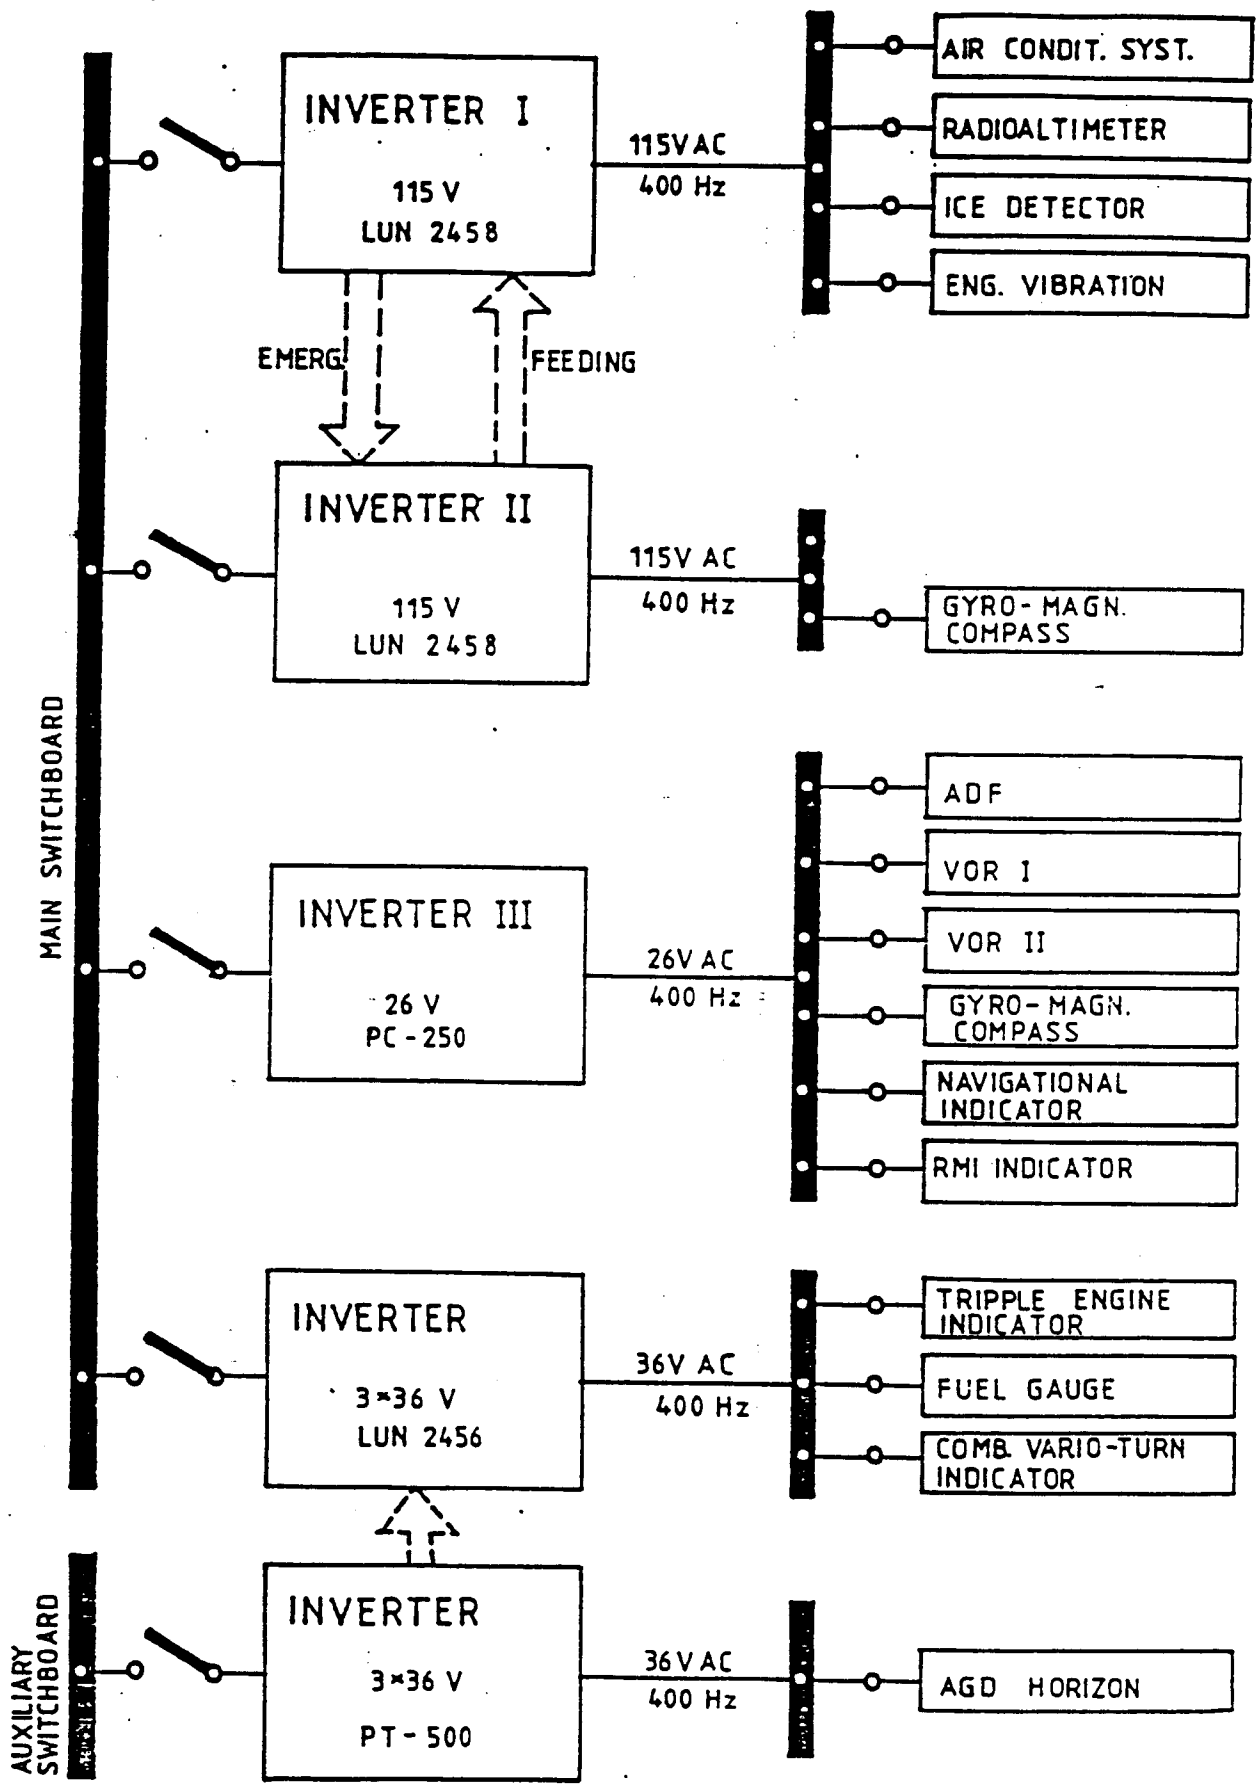 INVERTER I
115 V
LUN 2458
115V AC
400 Hz
AIR CONDIT. SYST.
RADIOALTIMETER
ICE DETECTOR
ENG. VIBRATION
EMERG.
FEEDING
INVERTER II
115 V
LUN 2458
115V AC
400 Hz
GYRO-MAGN.
COMPASS
MAIN SWITCHBOARD
INVERTER III
26 V
PC-250
26V AC
400 Hz
ADF
VOR I
VOR II
GYRO-MAGN.
COMPASS
NAVIGATIONAL
INDICATOR
RMI INDICATOR
INVERTER
3×36 V
LUN 2456
36V AC
400 Hz
TRIPPLE ENGINE
INDICATOR
FUEL GAUGE
COMB. VARIO-TURN
INDICATOR
AUXILIARY
SWITCHBOARD
INVERTER
3×36 V
PT-500
36V AC
400 Hz
AGD HORIZON